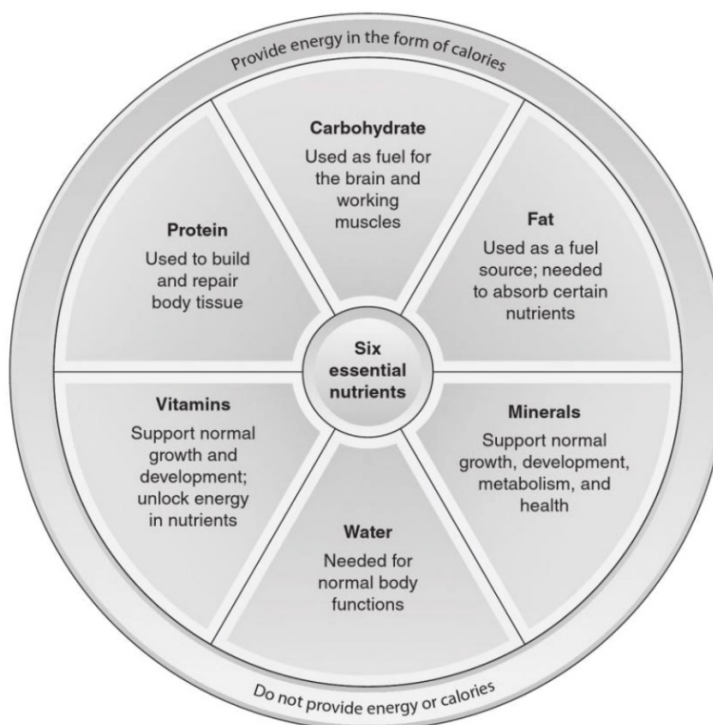 Provide energy in the form of calories
Carbohydrate
Used as fuel for
the brain and
working
muscles
Protein
Used to build
and repair
body tissue
Fat
Used as a fuel
source; needed
to absorb certain
nutrients
Six
essential
nutrients
Vitamins
Support normal
growth and
development;
unlock energy
in nutrients
Minerals
Support normal
growth, development,
metabolism, and
health
Water
Needed for
normal body
functions
Do not provide energy or calories